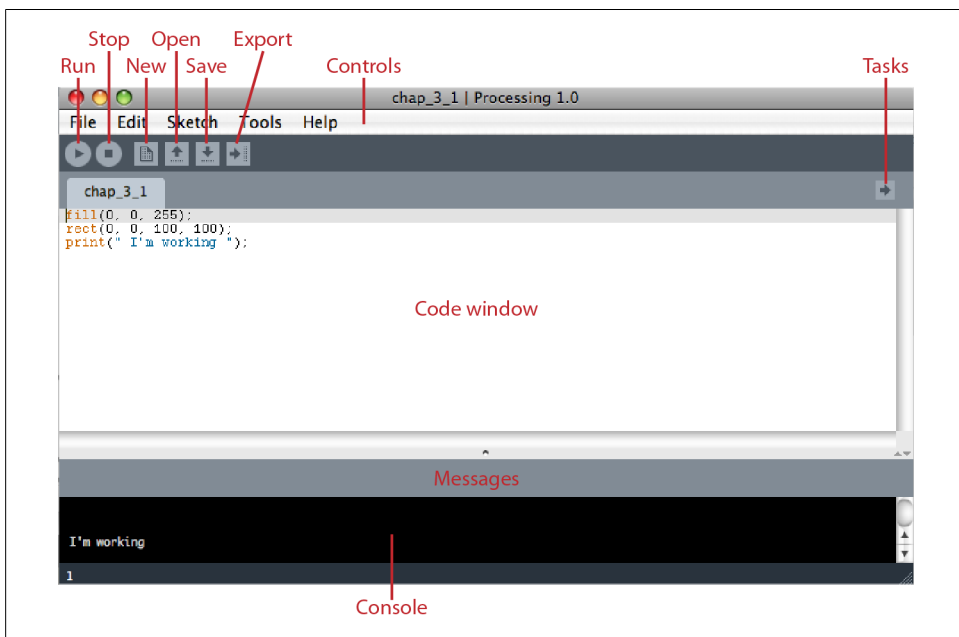 Stop Open Export
Run New Save Controls Tasks
chap_3_1 | Processing 1.0
File Edit Sketch Tools Help
chap_3_1
fill(0, 0, 255);
rect(0, 0, 100, 100);
print(" I'm working ");
Code window
Messages
I'm working
1
Console